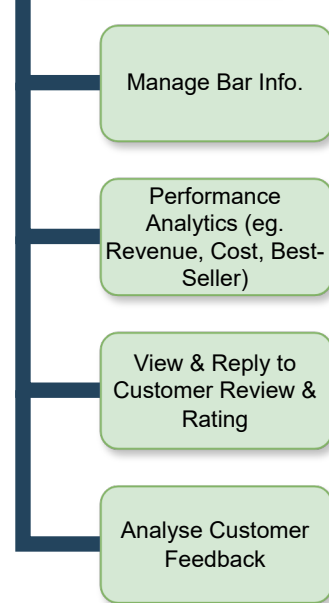 Manage Bar Info.
Performance
Analytics (eg.
Revenue, Cost, Best-
Seller)
View & Reply to
Customer Review &
Rating
Analyse Customer
Feedback